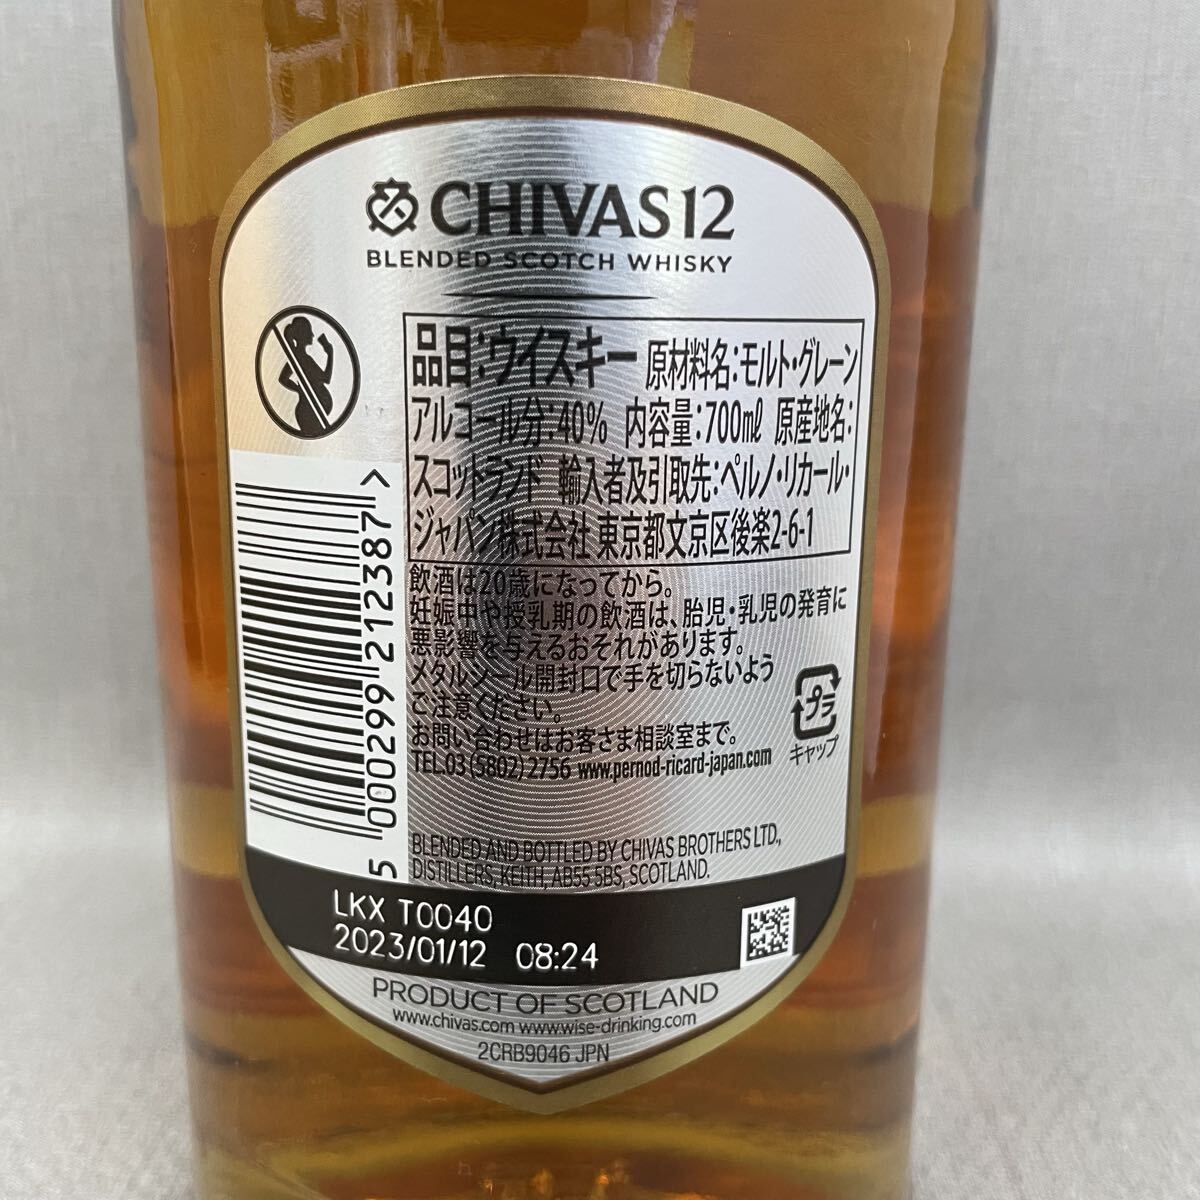 CHIVAS 12
BLENDED SCOTCH WHISKY
品目:ウイスキー 原材料名:モルト・グレーン
アルコール分:40% 内容量:700mℓ 原産地名:
スコットランド 輸入者及引取先:ペルノ・リカール・
ジャパン株式会社 東京都文京区後楽2-6-1
飲酒は20歳になってから。
妊娠中や授乳期の飲酒は、胎児・乳児の発育に
悪影響を与えるおそれがあります。
メタルシール開封口で手を切らないよう
ご注意ください。
お問い合わせはお客さま相談室まで。
TEL.03(5802)2756 www.pernod-ricard-japan.com
プラ
キャップ
5 000299 212387 >
BLENDED AND BOTTLED BY CHIVAS BROTHERS LTD.,
DISTILLERS, KEITH, AB55 5BS, SCOTLAND.
LKX T0040
2023/01/12 08:24
PRODUCT OF SCOTLAND
www.chivas.com www.wise-drinking.com
2CRB9046 JPN